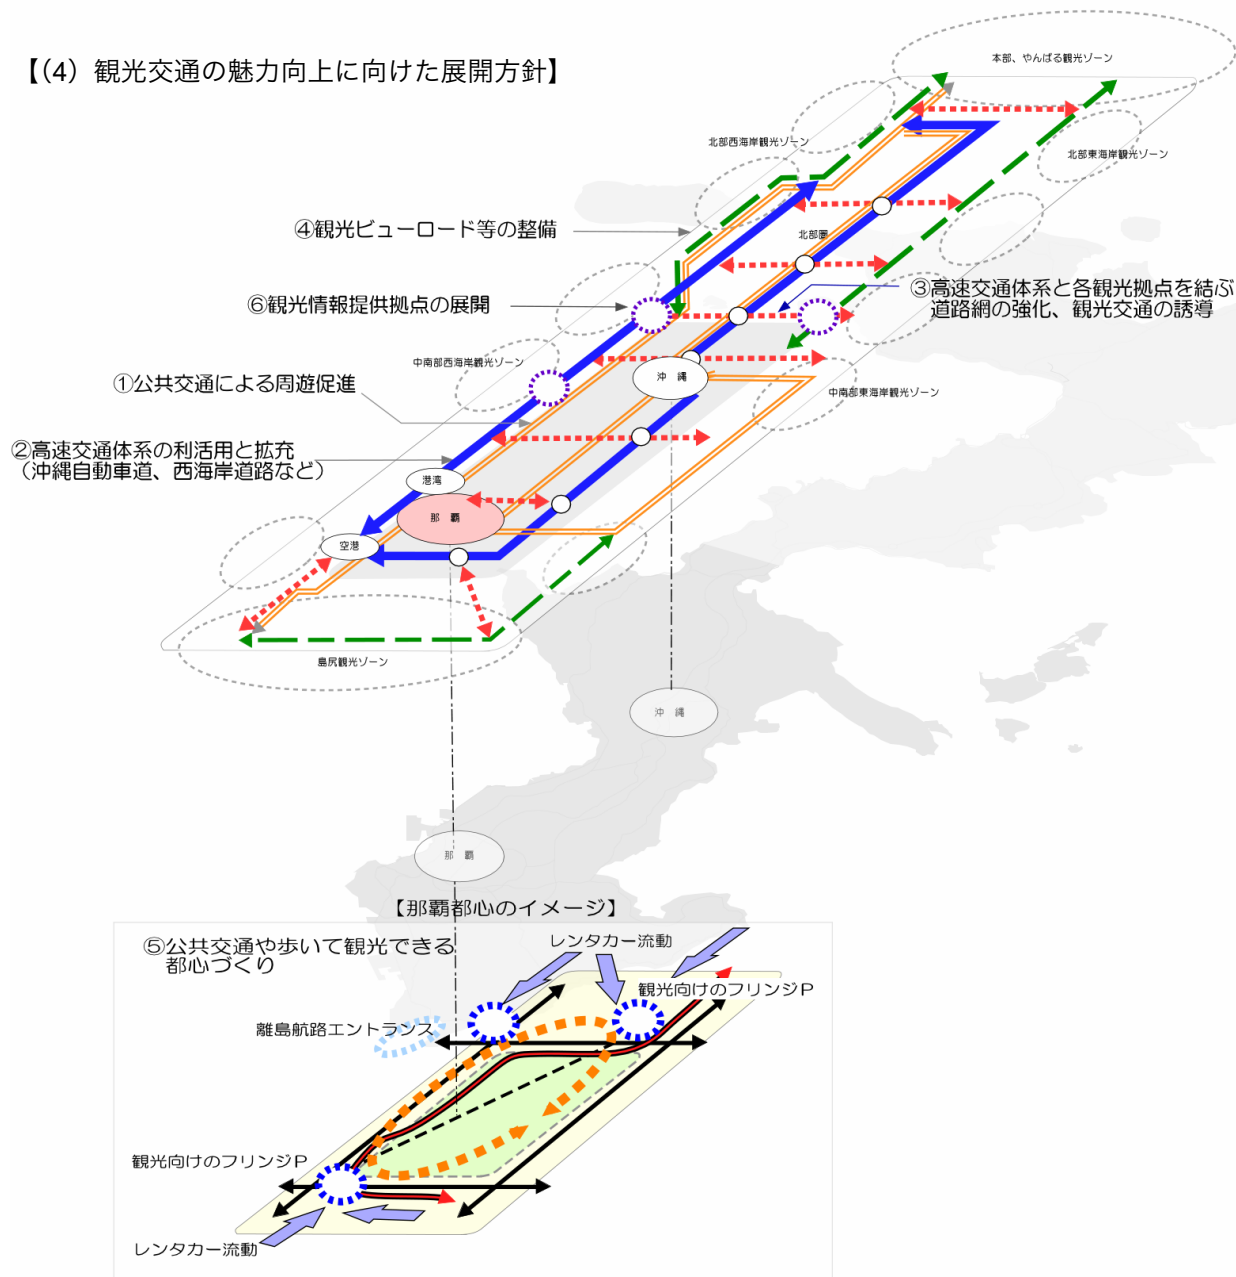 【(4) 観光交通の魅力向上に向けた展開方針】
本部、やんばる観光ゾーン
北部西海岸観光ゾーン
北部東海岸観光ゾーン
④観光ビューロード等の整備
北部圏
⑥観光情報提供拠点の展開
③高速交通体系と各観光拠点を結ぶ
道路網の強化、観光交通の誘導
中南部西海岸観光ゾーン
①公共交通による周遊促進
沖 縄
中南部東海岸観光ゾーン
②高速交通体系の利活用と拡充
（沖縄自動車道、西海岸道路など）
港湾
那 覇
空港
島尻観光ゾーン
沖 縄
那 覇
【那覇都心のイメージ】
⑤公共交通や歩いて観光できる
都心づくり
レンタカー流動
観光向けのフリンジP
離島航路エントランス
観光向けのフリンジP
レンタカー流動